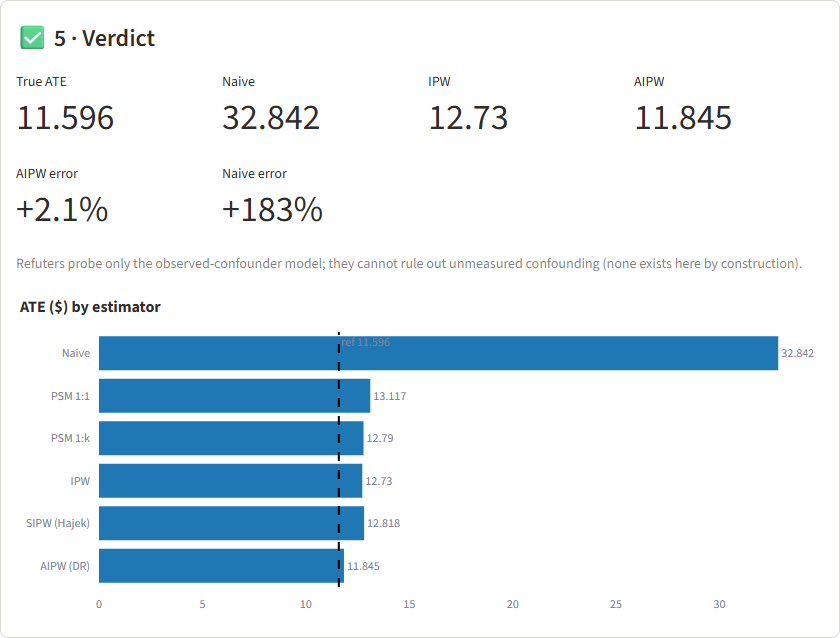 ✅ 5 · Verdict
True ATE
Naive
IPW
AIPW
11.596
32.842
12.73
11.845
AIPW error
Naive error
+2.1%
+183%
Refuters probe only the observed-confounder model; they cannot rule out unmeasured confounding (none exists here by construction).
ATE ($) by estimator
ref 11.596
Naive
32.842
PSM 1:1
13.117
PSM 1:k
12.79
IPW
12.73
SIPW (Hajek)
12.818
AIPW (DR)
11.845
0
5
10
15
20
25
30